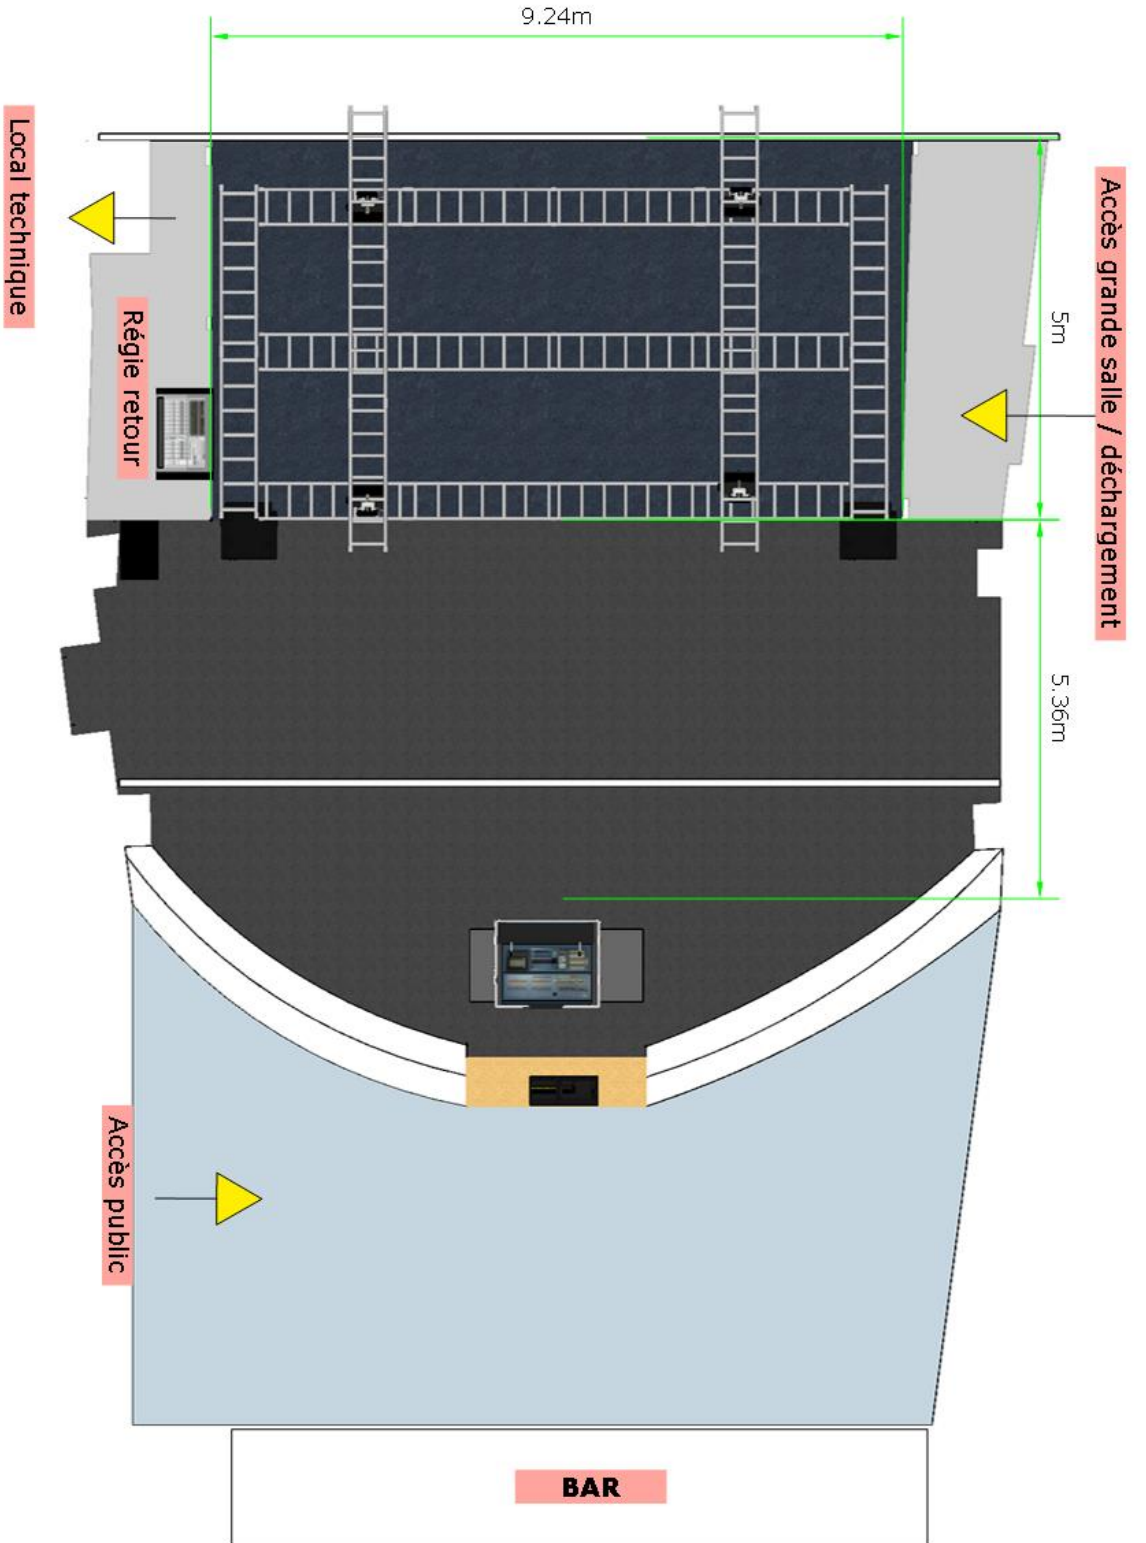 9.24m
Local technique
Accès grande salle / déchargement
5m
Régie retour
5.36m
Accès public
BAR